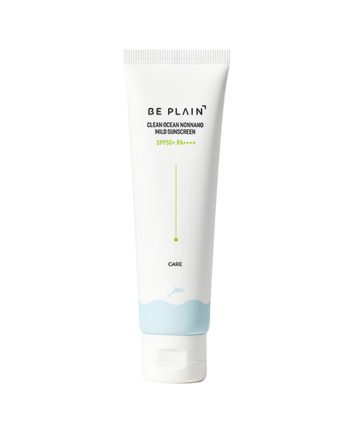 BE PLAIN
CLEAN OCEAN NONNANO
MILD SUNSCREEN
SPF50+ PA++++
CARE